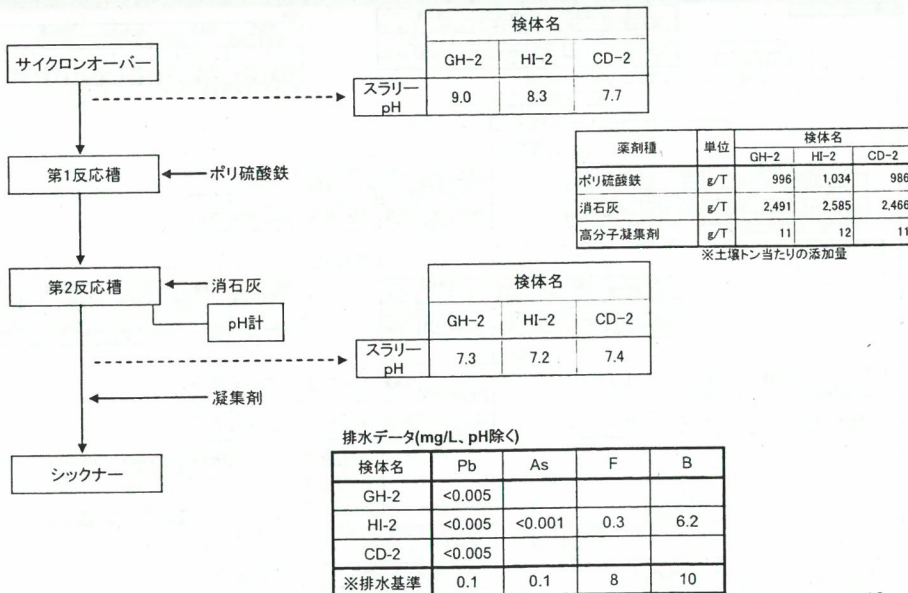 サイクロンオーバー
検体名
GH-2 HI-2 CD-2
スラリー pH 9.0 8.3 7.7
第1反応槽
ポリ硫酸鉄
薬剤種 単位 検体名
GH-2 HI-2 CD-2
ポリ硫酸鉄 g/T 996 1,034 986
消石灰 g/T 2,491 2,585 2,466
高分子凝集剤 g/T 11 12 11
※土壌トン当たりの添加量
第2反応槽
消石灰
pH計
検体名
GH-2 HI-2 CD-2
スラリー pH 7.3 7.2 7.4
凝集剤
シックナー
排水データ(mg/L、pH除く)
検体名 Pb As F B
GH-2 <0.005
HI-2 <0.005 <0.001 0.3 6.2
CD-2 <0.005
※排水基準 0.1 0.1 8 10